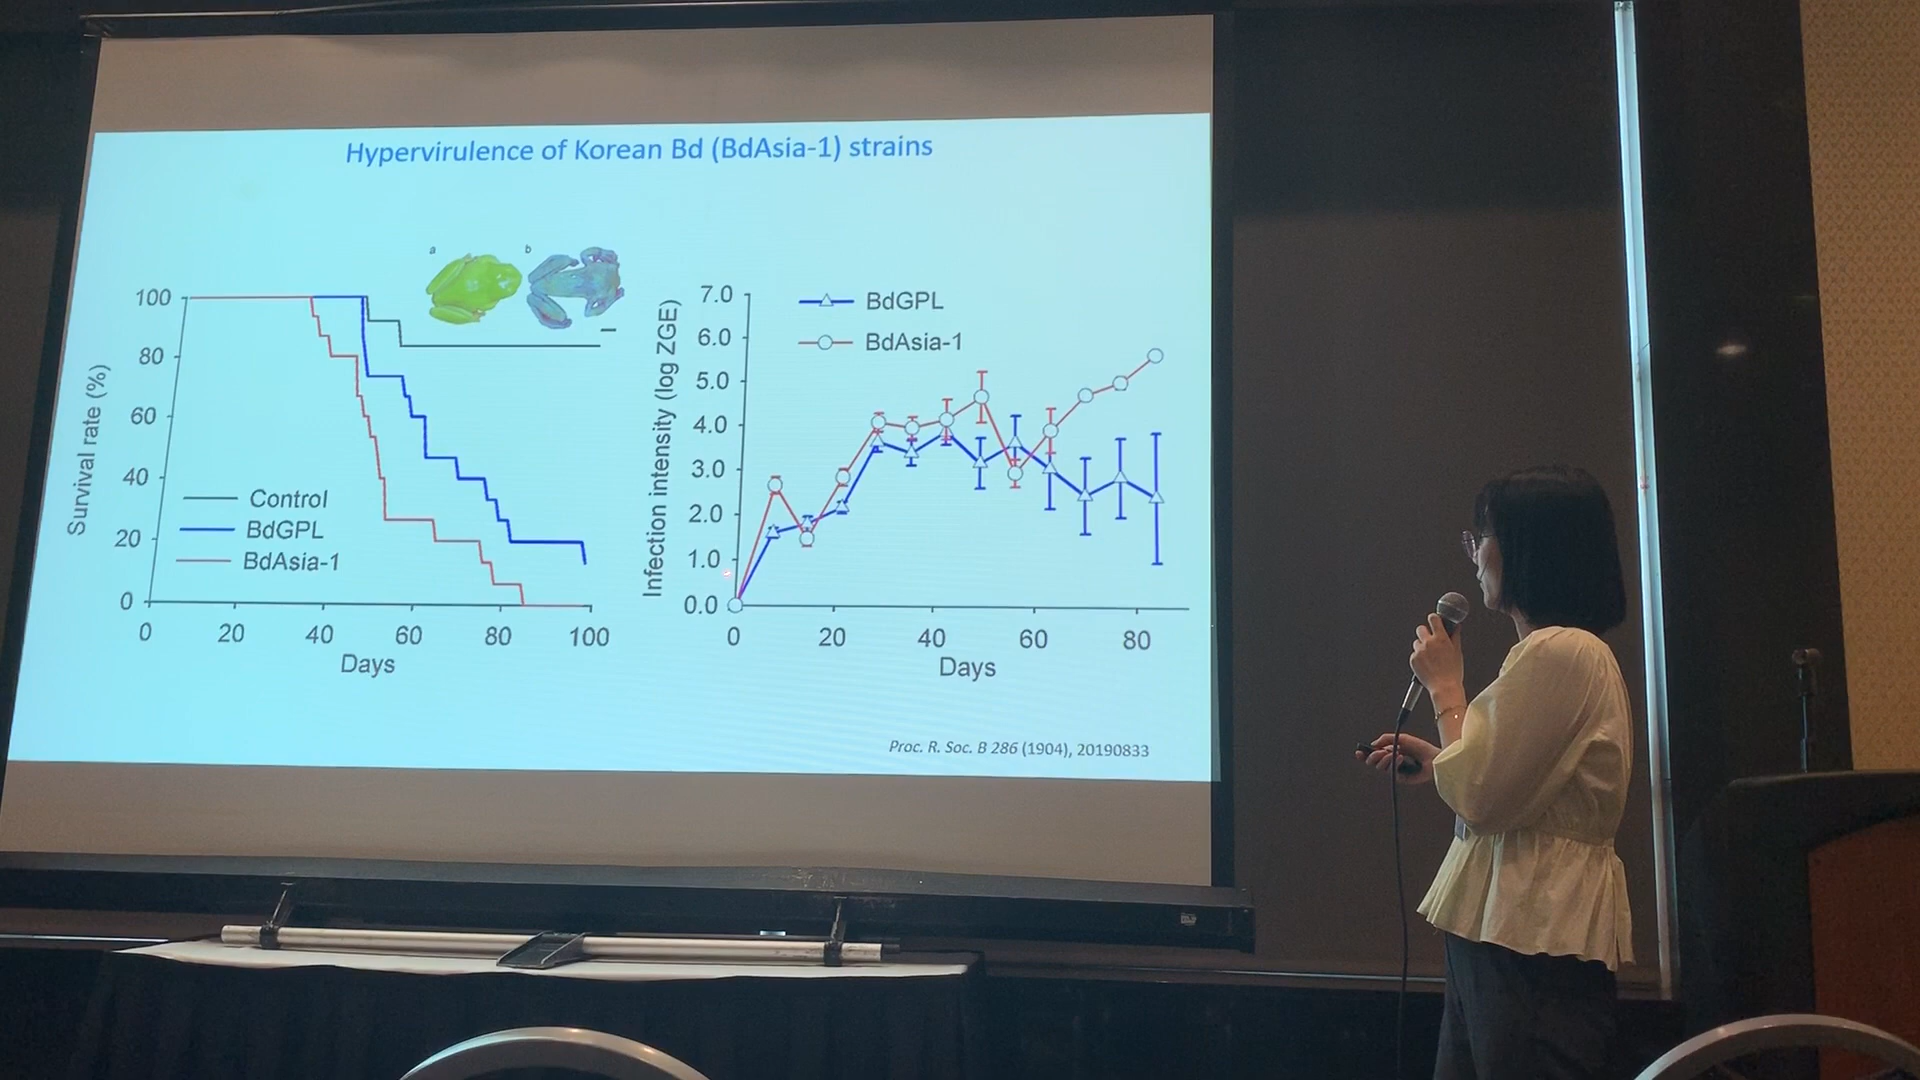 Hypervirulence of Korean Bd (BdAsia-1) strains
a
b
Survival rate (%)
100
80
60
40
20
0
Control
BdGPL
BdAsia-1
0 20 40 60 80 100
Days
Infection intensity (log ZGE)
7.0
6.0
5.0
4.0
3.0
2.0
1.0
0.0
BdGPL
BdAsia-1
0 20 40 60 80
Days
Proc. R. Soc. B 286 (1904), 20190833